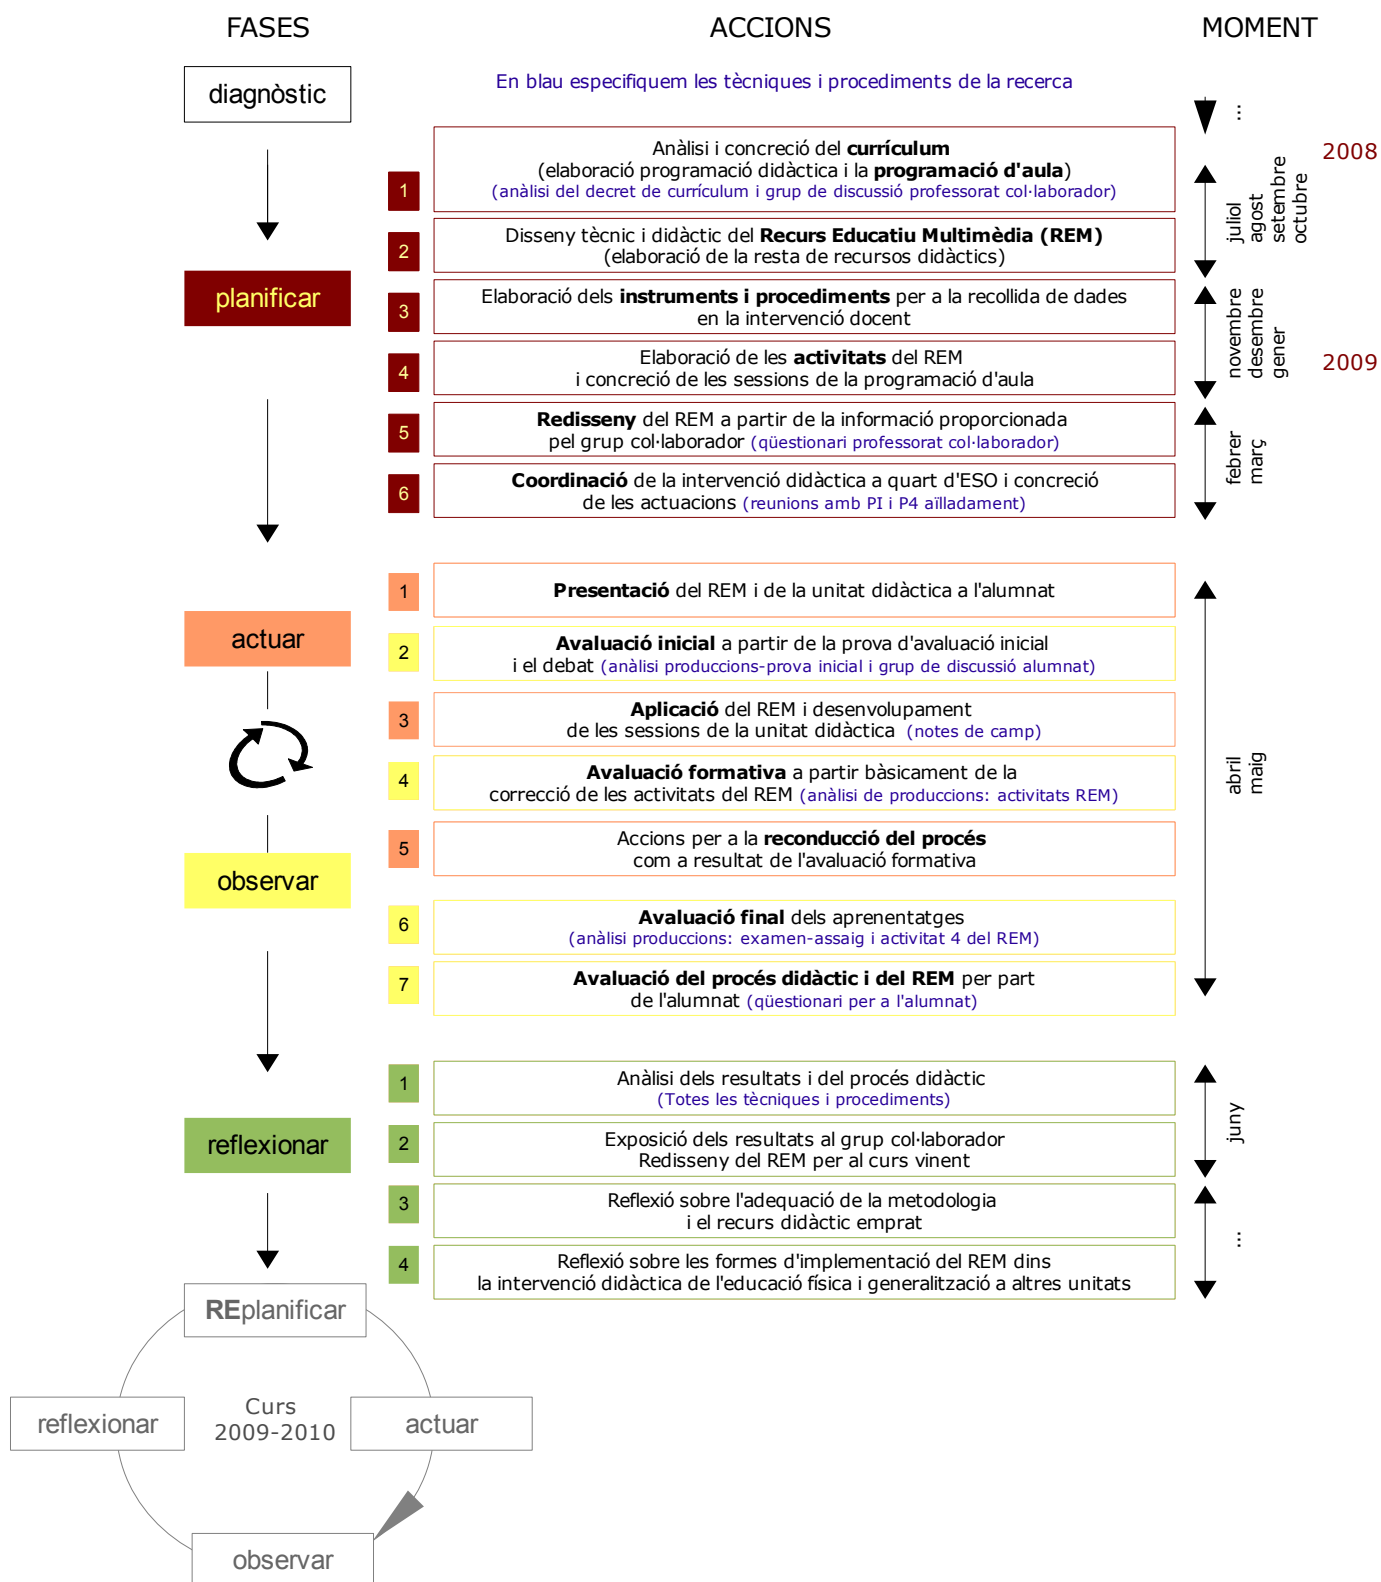 FASES
ACCIONS
MOMENT
diagnòstic
En blau especifiquem les tècniques i procediments de la recerca
...
2008
1
Anàlisi i concreció del currículum
(elaboració programació didàctica i la programació d'aula)
(anàlisi del decret de currículum i grup de discussió professorat col·laborador)
juliol
agost
setembre
octubre
2
Disseny tècnic i didàctic del Recurs Educatiu Multimèdia (REM)
(elaboració de la resta de recursos didàctics)
planificar
3
Elaboració dels instruments i procediments per a la recollida de dades
en la intervenció docent
novembre
desembre
gener
2009
4
Elaboració de les activitats del REM
i concreció de les sessions de la programació d'aula
5
Redisseny del REM a partir de la informació proporcionada
pel grup col·laborador (qüestionari professorat col·laborador)
febrer
març
6
Coordinació de la intervenció didàctica a quart d'ESO i concreció
de les actuacions (reunions amb PI i P4 aïlladament)
1
Presentació del REM i de la unitat didàctica a l'alumnat
actuar
2
Avaluació inicial a partir de la prova d'avaluació inicial
i el debat (anàlisi produccions-prova inicial i grup de discussió alumnat)
3
Aplicació del REM i desenvolupament
de les sessions de la unitat didàctica (notes de camp)
4
Avaluació formativa a partir bàsicament de la
correcció de les activitats del REM (anàlisi de produccions: activitats REM)
abril
maig
5
Accions per a la reconducció del procés
com a resultat de l'avaluació formativa
observar
6
Avaluació final dels aprenentatges
(anàlisi produccions: examen-assaig i activitat 4 del REM)
7
Avaluació del procés didàctic i del REM per part
de l'alumnat (qüestionari per a l'alumnat)
1
Anàlisi dels resultats i del procés didàctic
(Totes les tècniques i procediments)
juny
reflexionar
2
Exposició dels resultats al grup col·laborador
Redisseny del REM per al curs vinent
3
Reflexió sobre l'adequació de la metodologia
i el recurs didàctic emprat
...
4
Reflexió sobre les formes d'implementació del REM dins
la intervenció didàctica de l'educació física i generalització a altres unitats
REplanificar
reflexionar
Curs
2009-2010
actuar
observar